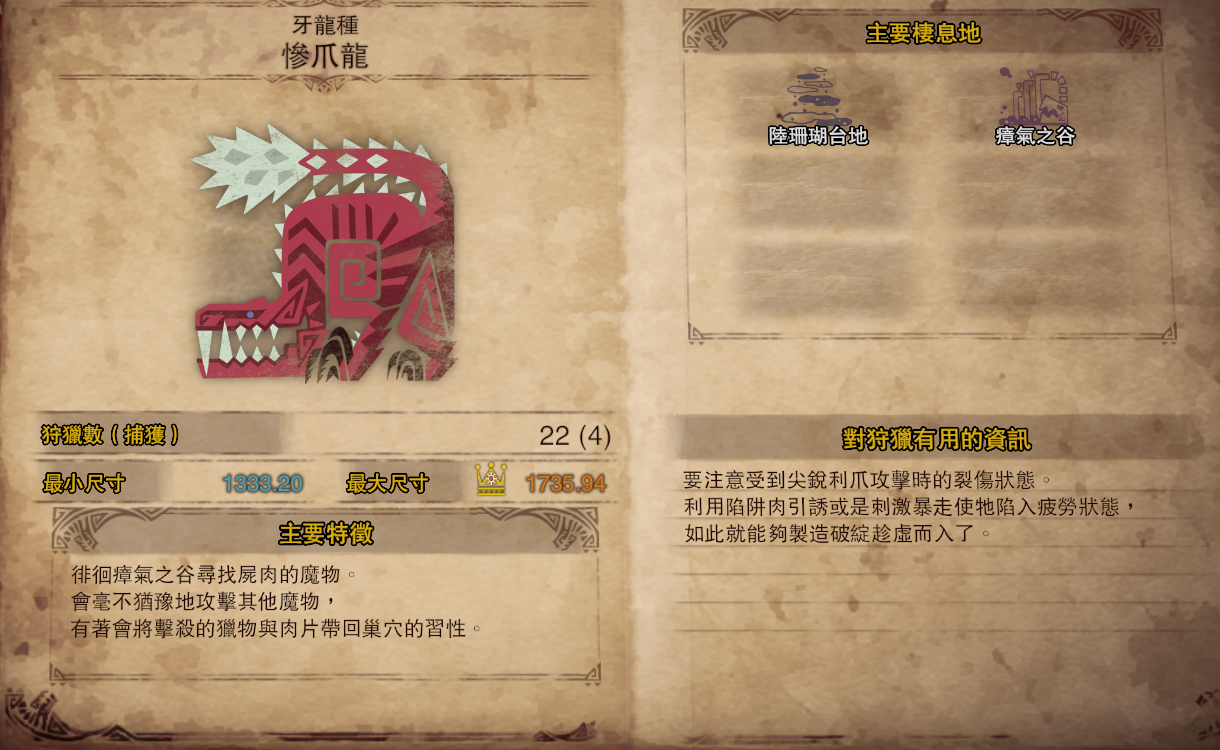 牙龍種
慘爪龍
狩獵數(捕獲)
22 (4)
最小尺寸
1333.20
最大尺寸
1735.94
主要特徵
徘徊瘴氣之谷尋找屍肉的魔物。
會毫不猶豫地攻擊其他魔物，
有著會將擊殺的獵物與肉片帶回巢穴的習性。
主要棲息地
陸珊瑚台地
瘴氣之谷
對狩獵有用的資訊
要注意受到尖銳利爪攻擊時的裂傷狀態。
利用陷阱肉引誘或是刺激暴走使牠陷入疲勞狀態，
如此就能夠製造破綻趁虛而入了。